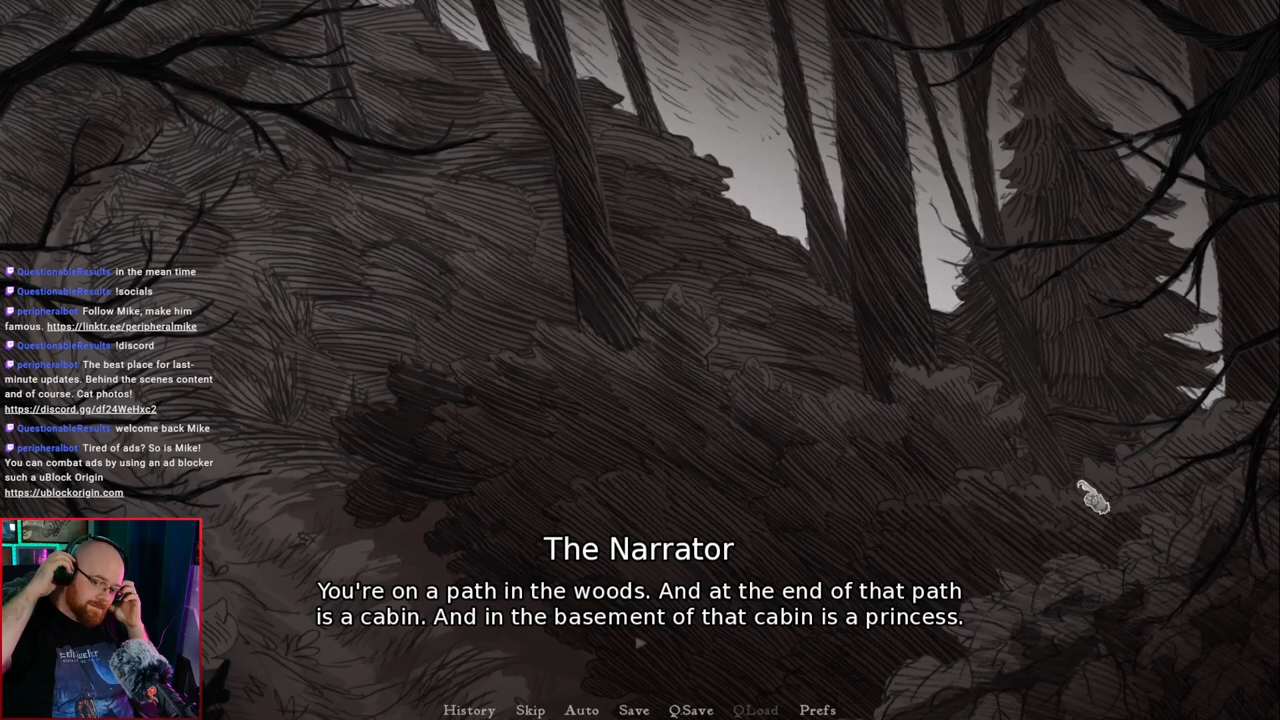 QuestionableResults in the mean time
QuestionableResults !socials
peripheralbot Follow Mike, make him
famous. https://linktr.ee/peripheralmike
QuestionableResults !discord
peripheralbot The best place for last-
minute updates. Behind the scenes content
and of course. Cat photos!
https://discord.gg/df24WeHxc2
QuestionableResults welcome back Mike
peripheralbot Tired of ads? So is Mike!
You can combat ads by using an ad blocker
such a uBlock Origin
https://ublockorigin.com
The Narrator
You're on a path in the woods. And at the end of that path
is a cabin. And in the basement of that cabin is a princess.
History Skip Auto Save Q.Save Q.Load Prefs